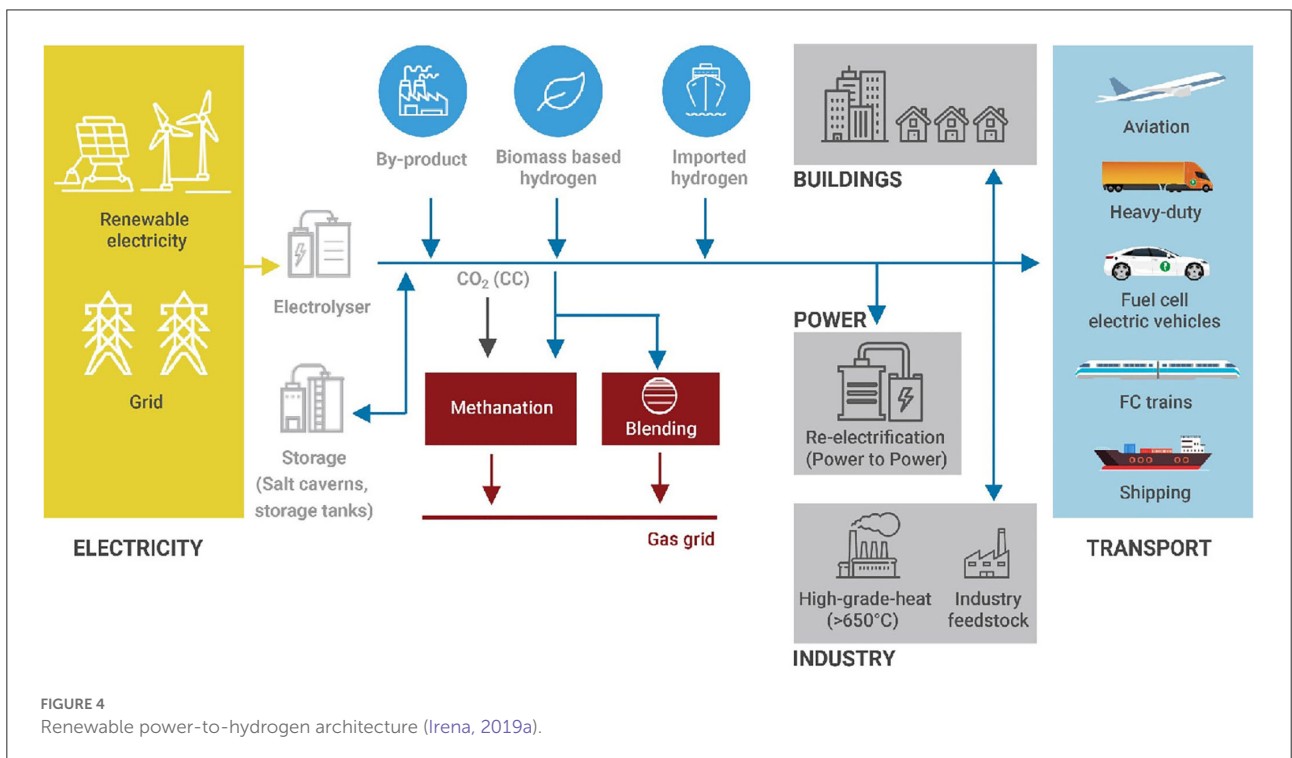 Renewable
electricity
Grid
ELECTRICITY
Electrolyser
Storage
(Salt caverns,
storage tanks)
By-product
Biomass based
hydrogen
Imported
hydrogen
CO₂ (CC)
Methanation
Blending
Gas grid
BUILDINGS
POWER
Re-electrification
(Power to Power)
High-grade-heat
(>650°C)
Industry
feedstock
INDUSTRY
Aviation
Heavy-duty
Fuel cell
electric vehicles
FC trains
Shipping
TRANSPORT
FIGURE 4
Renewable power-to-hydrogen architecture (Irena, 2019a).